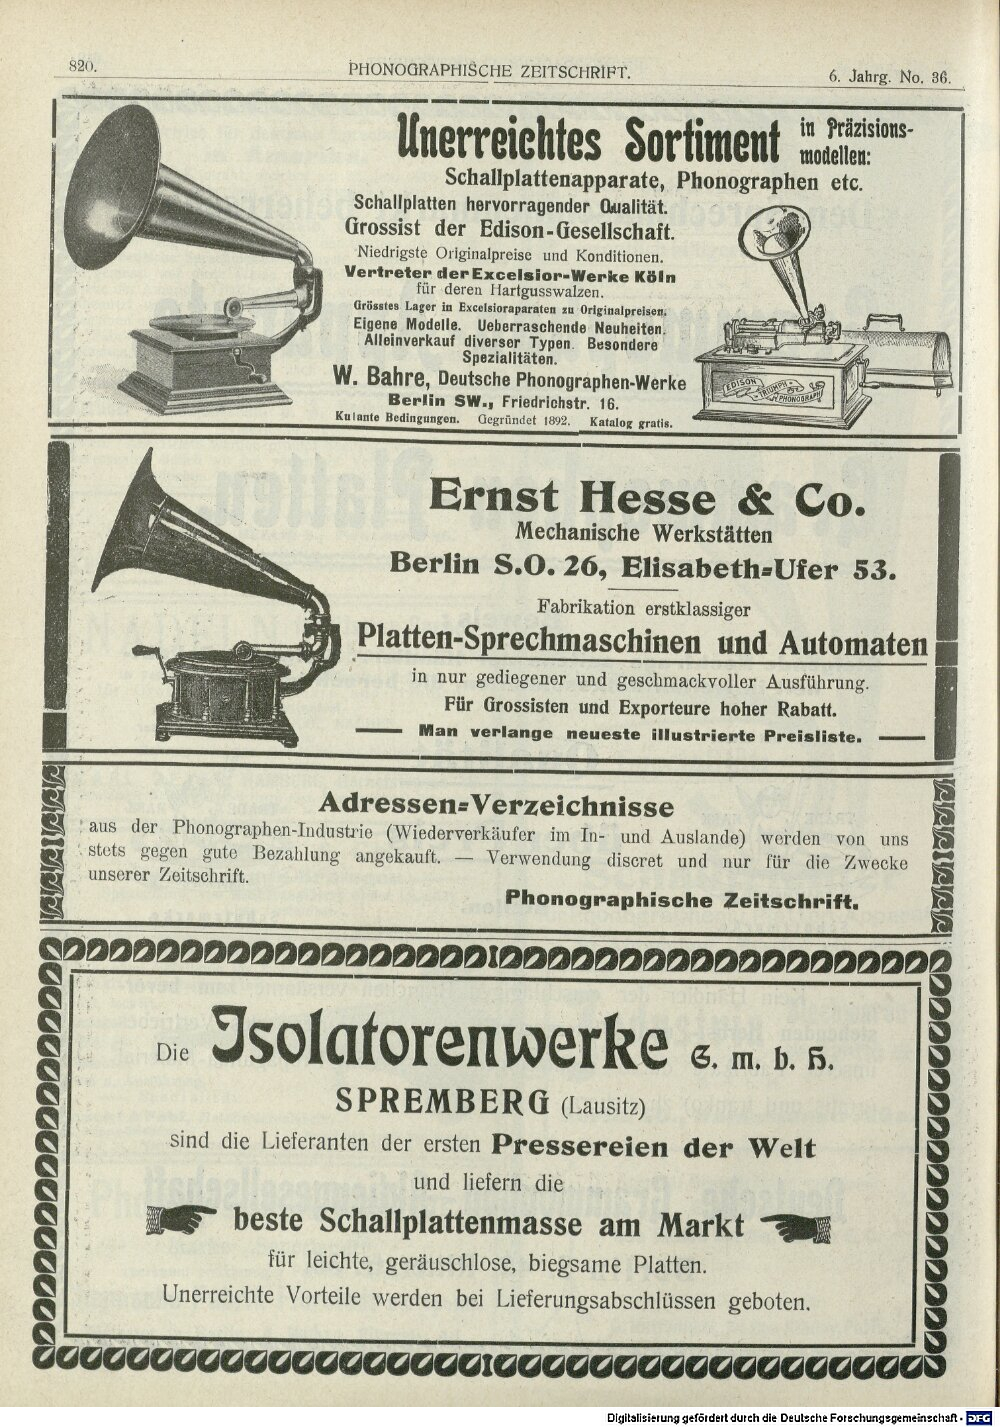 820.
PHONOGRAPHISCHE ZEITSCHRIFT.
6. Jahrg. No. 36.
Unerreichtes Sortiment in Präzisions-
modellen:
Schallplattenapparate, Phonographen etc.
Schallplatten hervorragender Qualität.
Grossist der Edison-Gesellschaft.
Niedrigste Originalpreise und Konditionen.
Vertreter der Excelsior-Werke Köln
für deren Hartgusswalzen.
Grösstes Lager in Excelsioraparaten zu Originalpreisen.
Eigene Modelle. Ueberraschende Neuheiten.
Alleinverkauf diverser Typen. Besondere
Spezialitäten.
W. Bahre, Deutsche Phonographen-Werke
Berlin SW., Friedrichstr. 16.
Kulante Bedingungen. Gegründet 1892. Katalog gratis.
EDISON TRIUMPH PHONOGRAPH
Ernst Hesse & Co.
Mechanische Werkstätten
Berlin S.O. 26, Elisabeth-Ufer 53.
Fabrikation erstklassiger
Platten-Sprechmaschinen und Automaten
in nur gediegener und geschmackvoller Ausführung.
Für Grossisten und Exporteure hoher Rabatt.
Man verlange neueste illustrierte Preisliste.
Adressen-Verzeichnisse
aus der Phonographen-Industrie (Wiederverkäufer im In- und Auslande) werden von uns
stets gegen gute Bezahlung angekauft. — Verwendung discret und nur für die Zwecke
unserer Zeitschrift.
Phonographische Zeitschrift.
Die Isolatorenwerke G. m. b. H.
SPREMBERG (Lausitz)
sind die Lieferanten der ersten Pressereien der Welt
und liefern die
beste Schallplattenmasse am Markt
für leichte, geräuschlose, biegsame Platten.
Unerreichte Vorteile werden bei Lieferungsabschlüssen geboten.
Digitalisierung gefördert durch die Deutsche Forschungsgemeinschaft - DFG